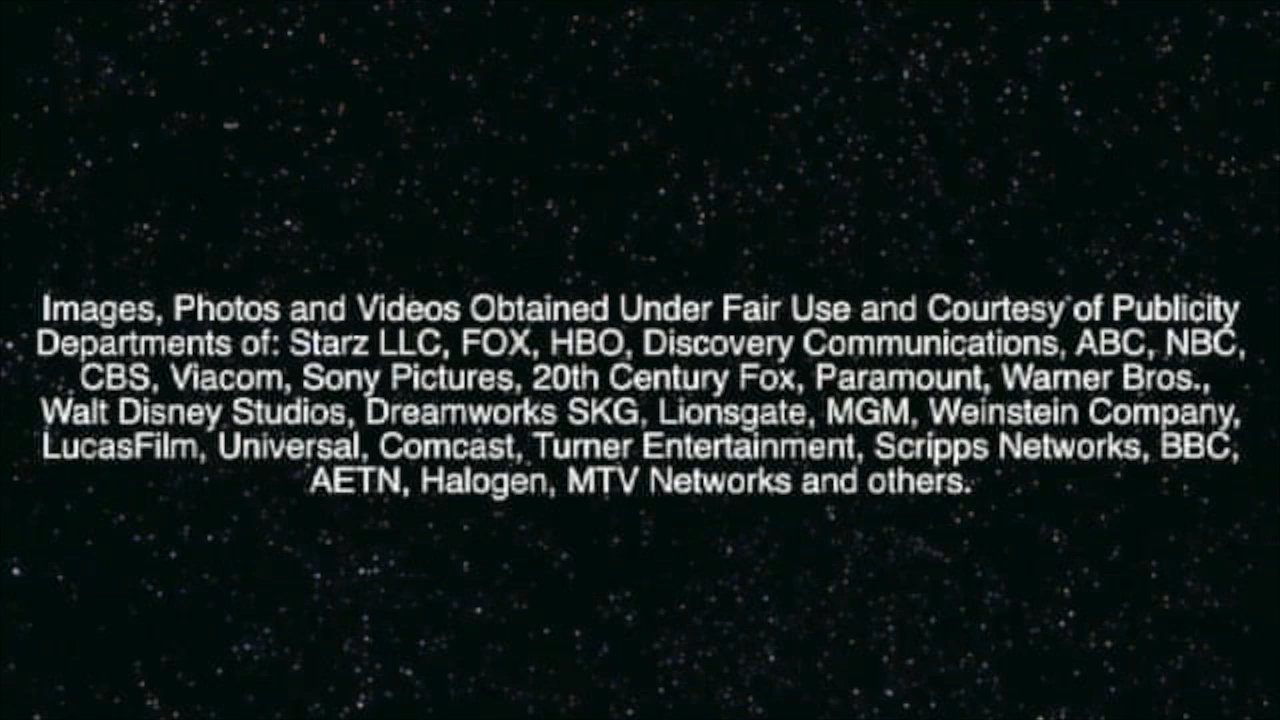 Images, Photos and Videos Obtained Under Fair Use and Courtesy of Publicity
Departments of: Starz LLC, FOX, HBO, Discovery Communications, ABC, NBC,
CBS, Viacom, Sony Pictures, 20th Century Fox, Paramount, Warner Bros.,
Walt Disney Studios, Dreamworks SKG, Lionsgate, MGM, Weinstein Company,
LucasFilm, Universal, Comcast, Turner Entertainment, Scripps Networks, BBC,
AETN, Halogen, MTV Networks and others.